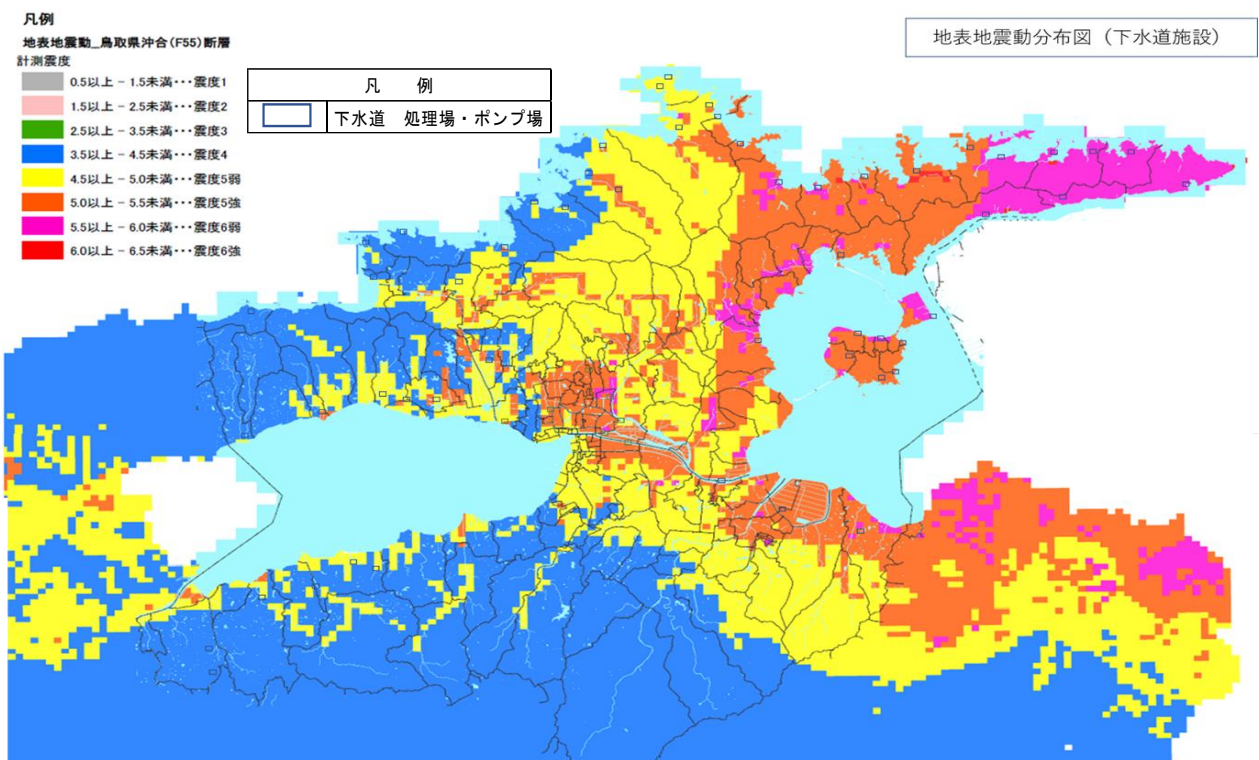 凡例
地表地震動_鳥取県沖合(F55)断層
計測震度
0.5以上 − 1.5未満･･･震度1
1.5以上 − 2.5未満･･･震度2
2.5以上 − 3.5未満･･･震度3
3.5以上 − 4.5未満･･･震度4
4.5以上 − 5.0未満･･･震度5弱
5.0以上 − 5.5未満･･･震度5強
5.5以上 − 6.0未満･･･震度6弱
6.0以上 − 6.5未満･･･震度6強
凡　例
下水道　処理場・ポンプ場
地表地震動分布図（下水道施設）